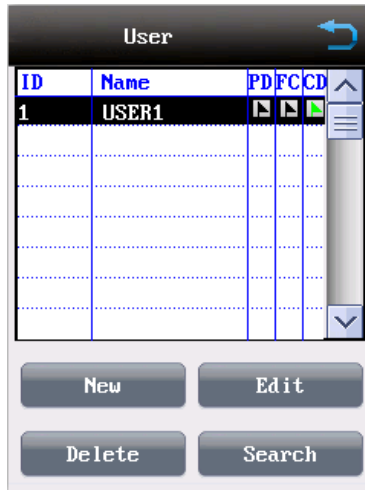 User
ID Name PD FC CD
1 USER1
New Edit
Delete Search